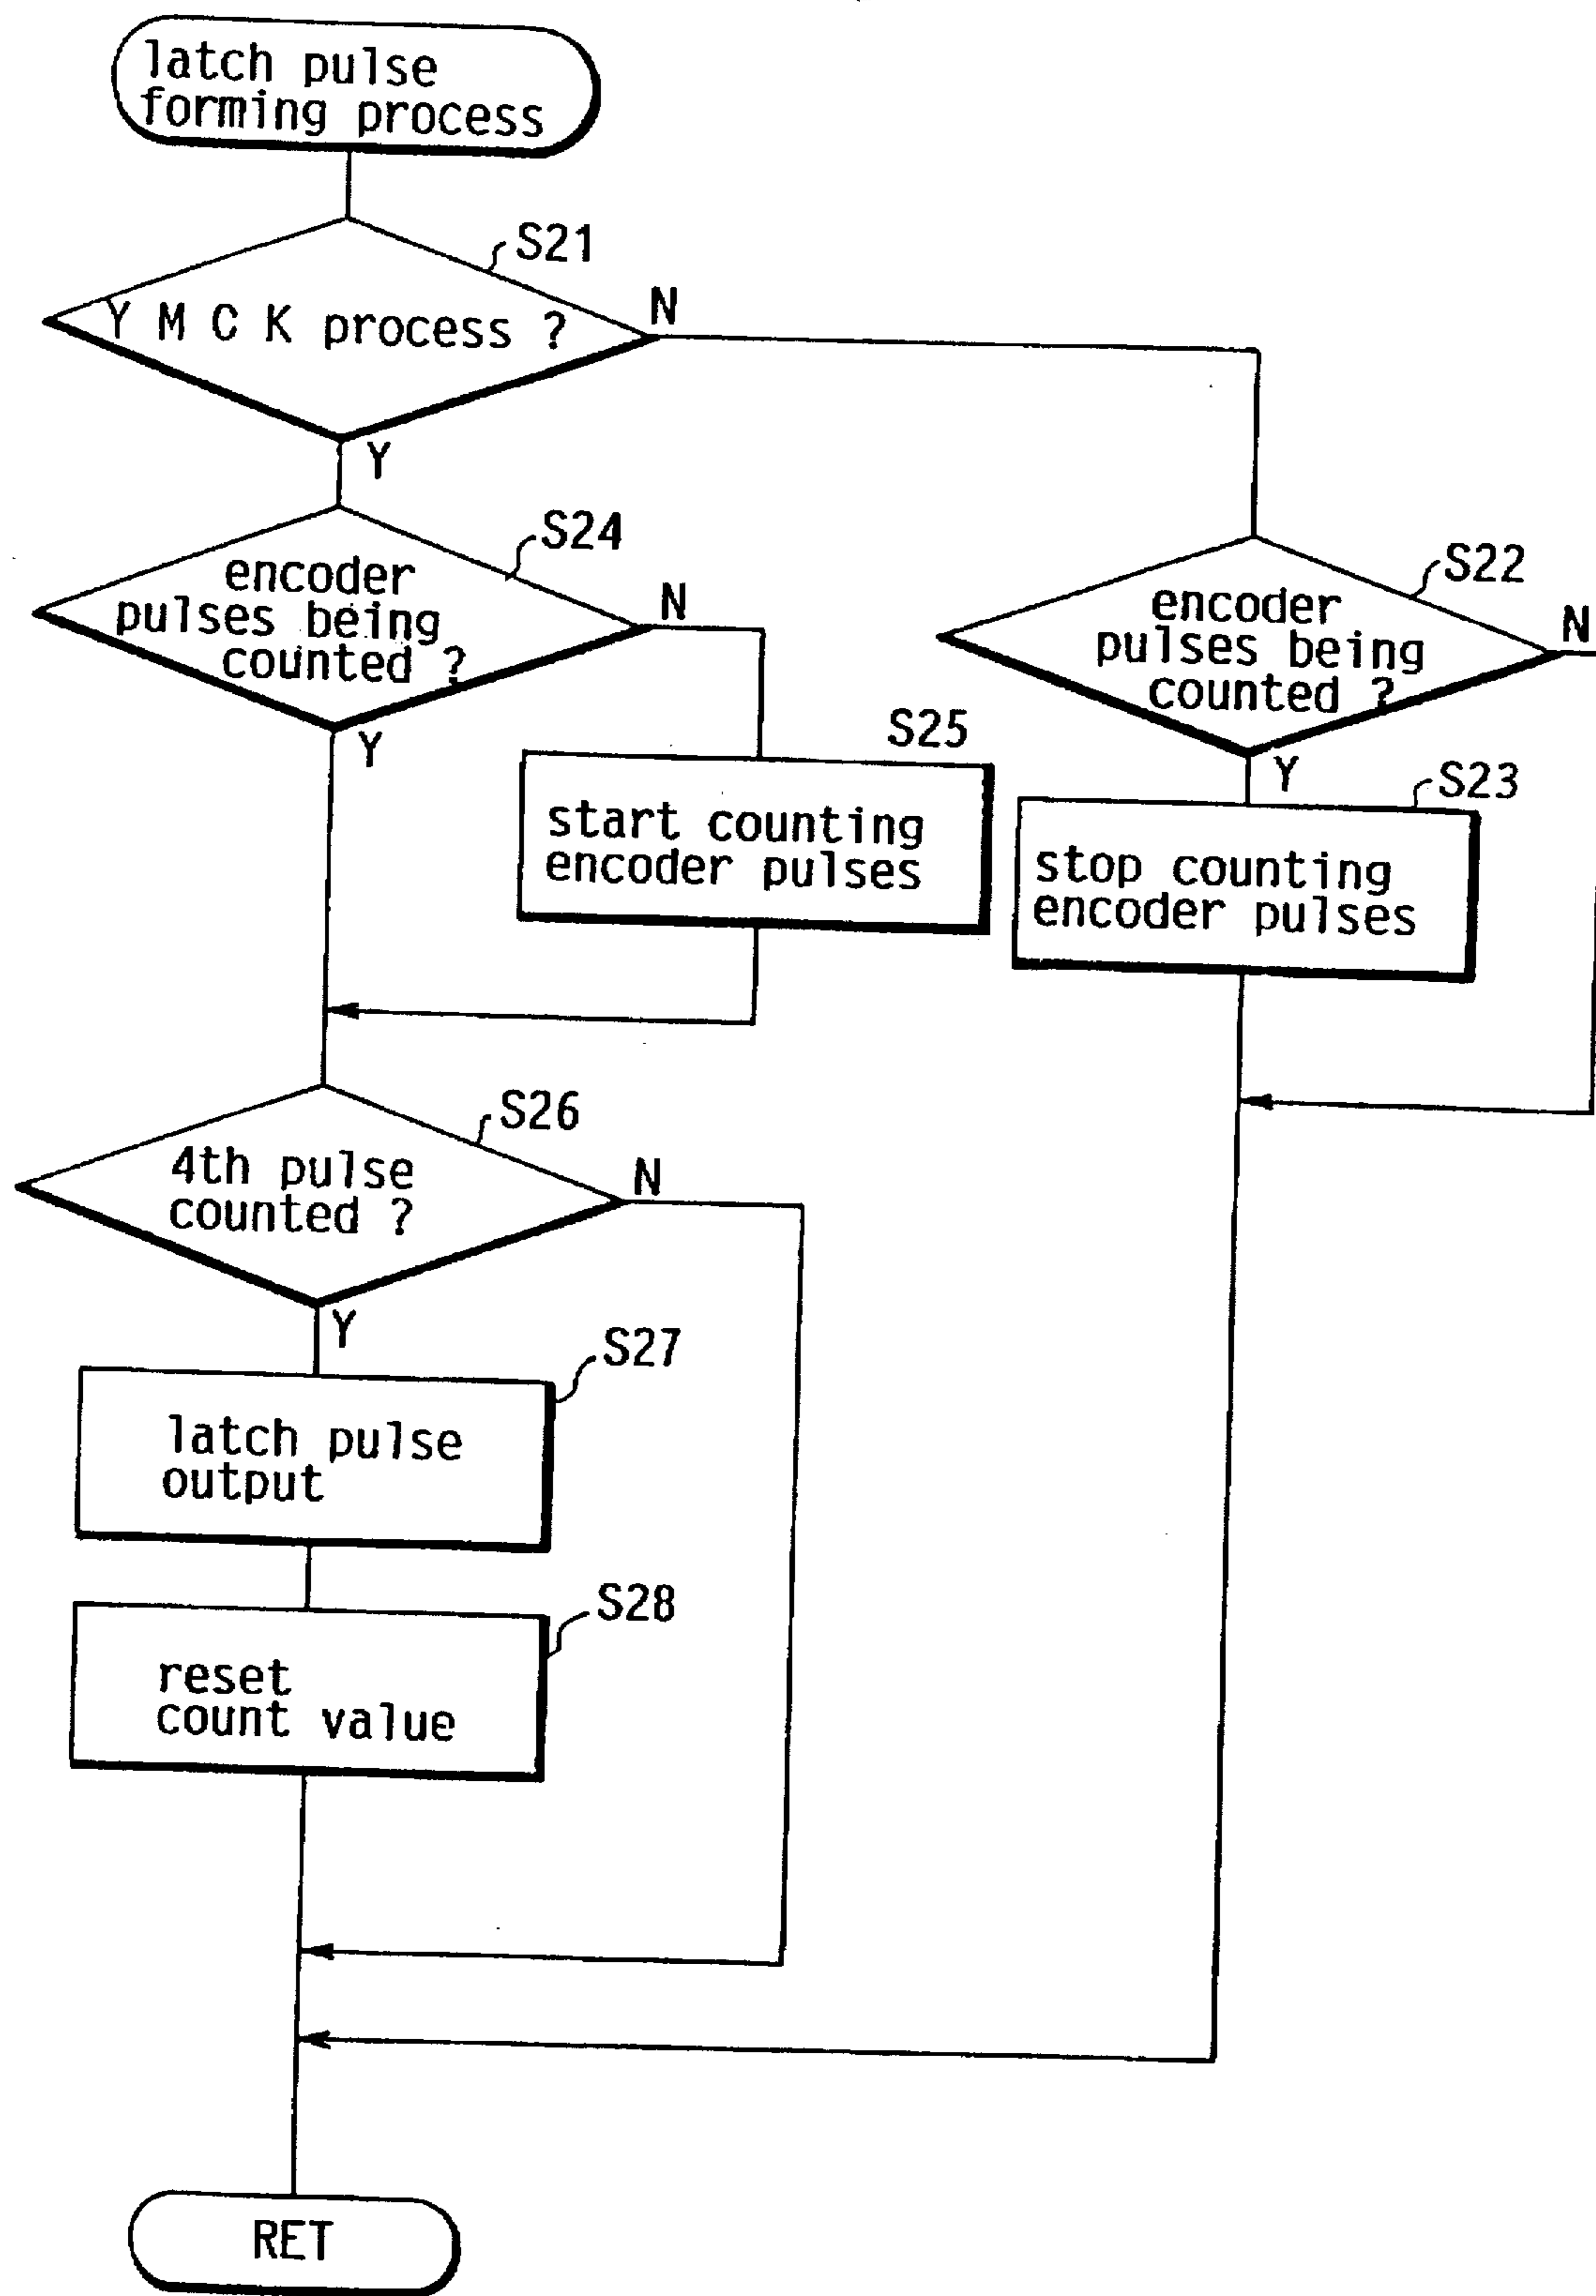 latch pulse
forming process
S21
Y M C K process ?
N
Y
S24
encoder
pulses being
counted ?
N
Y
S22
encoder
pulses being
counted ?
N
Y
S25
start counting
encoder pulses
S23
stop counting
encoder pulses
S26
4th pulse
counted ?
N
Y
S27
latch pulse
output
S28
reset
count value
RET